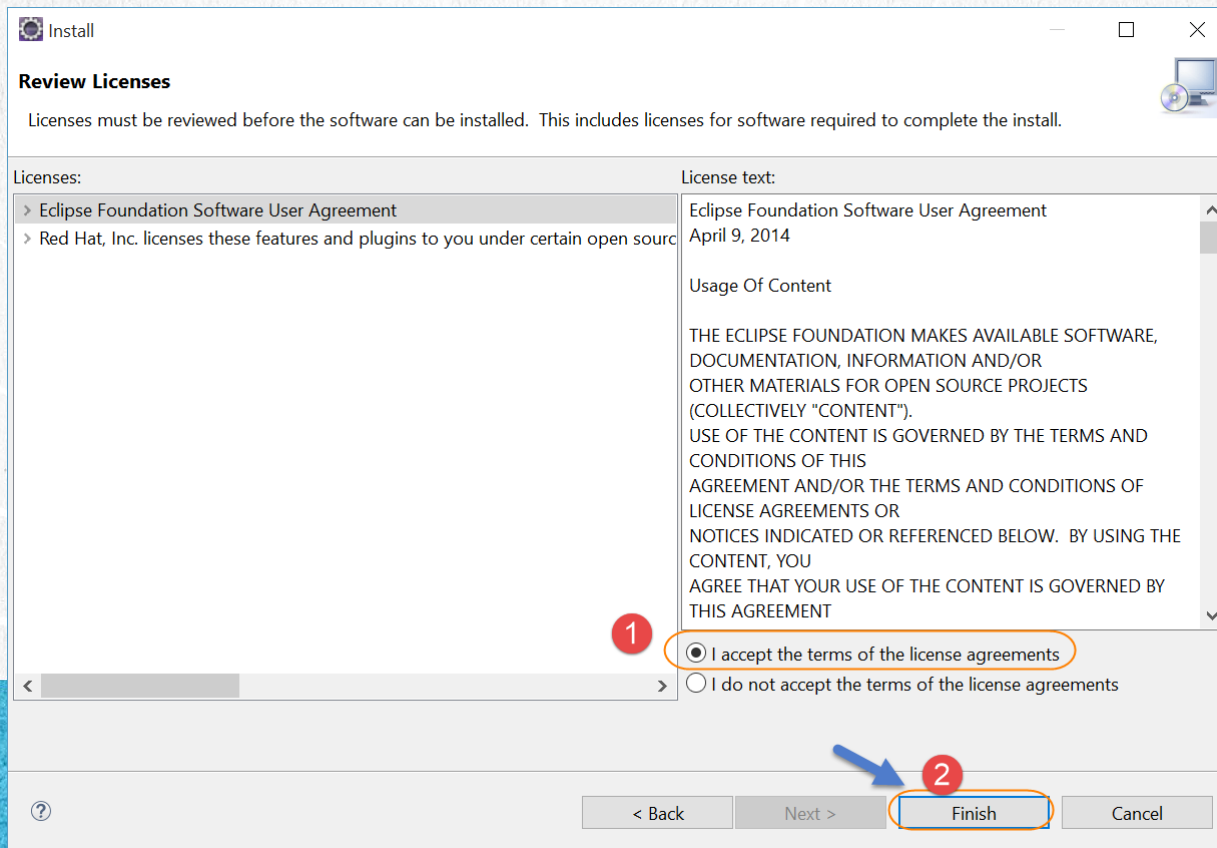 Install
Review Licenses
Licenses must be reviewed before the software can be installed.  This includes licenses for software required to complete the install.
Licenses:
Eclipse Foundation Software User Agreement
Red Hat, Inc. licenses these features and plugins to you under certain open sourc
License text:
Eclipse Foundation Software User Agreement
April 9, 2014
Usage Of Content
THE ECLIPSE FOUNDATION MAKES AVAILABLE SOFTWARE,
DOCUMENTATION, INFORMATION AND/OR
OTHER MATERIALS FOR OPEN SOURCE PROJECTS
(COLLECTIVELY "CONTENT").
USE OF THE CONTENT IS GOVERNED BY THE TERMS AND
CONDITIONS OF THIS
AGREEMENT AND/OR THE TERMS AND CONDITIONS OF
LICENSE AGREEMENTS OR
NOTICES INDICATED OR REFERENCED BELOW.  BY USING THE
CONTENT, YOU
AGREE THAT YOUR USE OF THE CONTENT IS GOVERNED BY
THIS AGREEMENT
1
I accept the terms of the license agreements
I do not accept the terms of the license agreements
2
?
< Back
Next >
Finish
Cancel